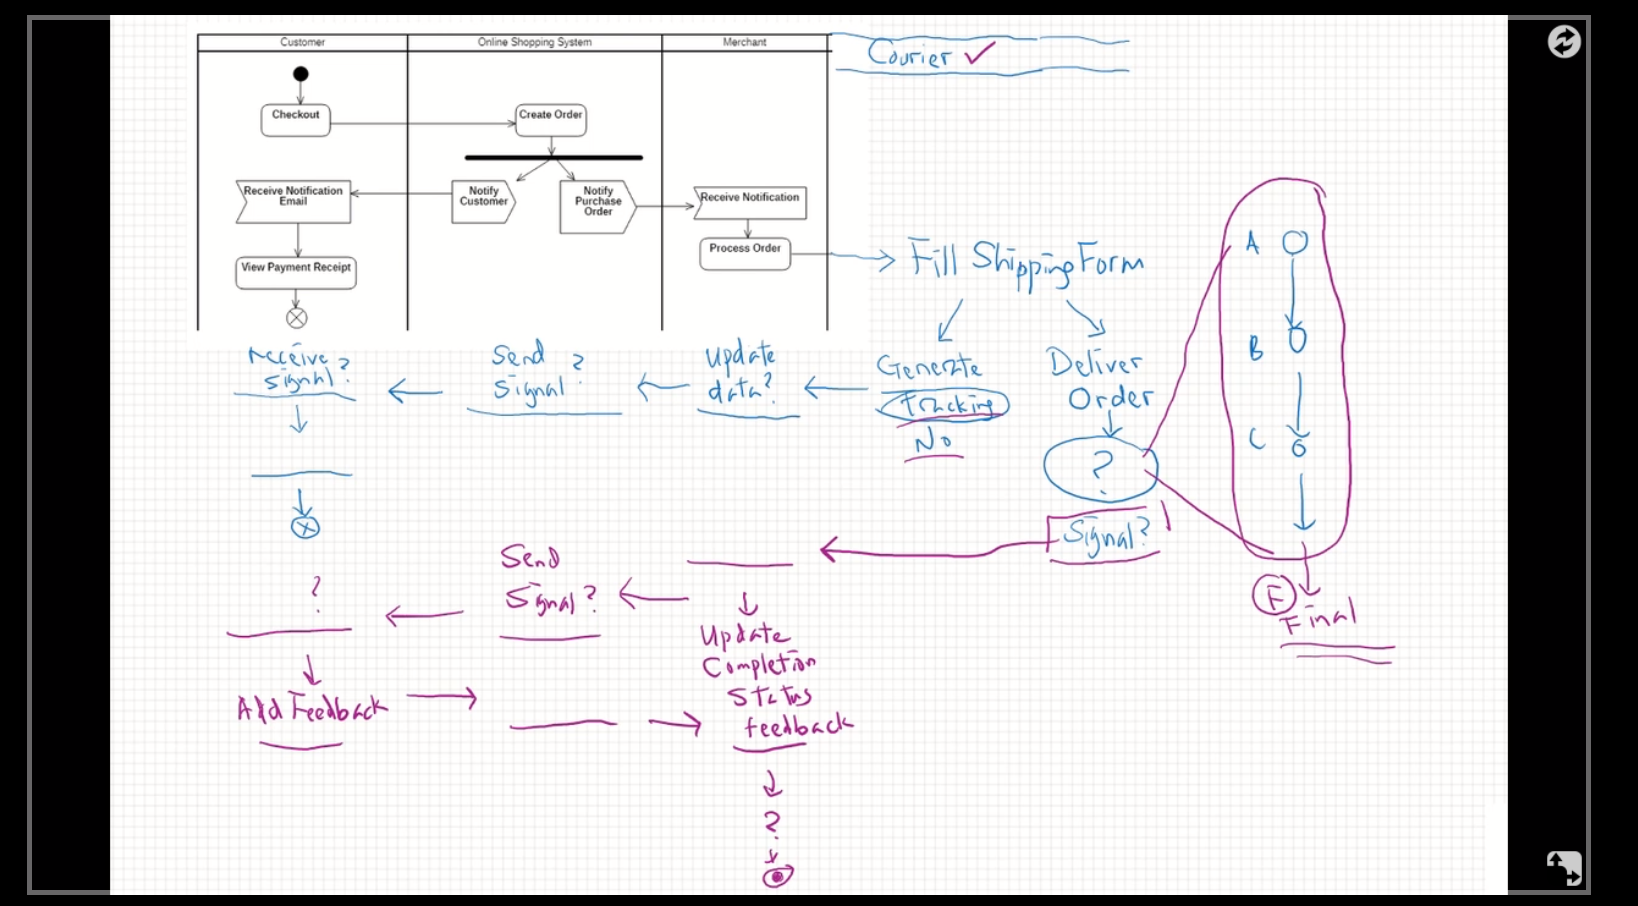 Customer
Online Shopping System
Merchant
Courier
Checkout
Create Order
Receive Notification
Email
Notify
Customer
Notify
Purchase
Order
Receive Notification
View Payment Receipt
Process Order
Fill Shipping Form
A
B
C
receive
signal?
Send
Signal?
Update
data?
Generate
Tracking
No
Deliver
Order
?
Signal?
F
Final
?
Send
Signal?
Update
Completion
Status
feedback
Add Feedback
?